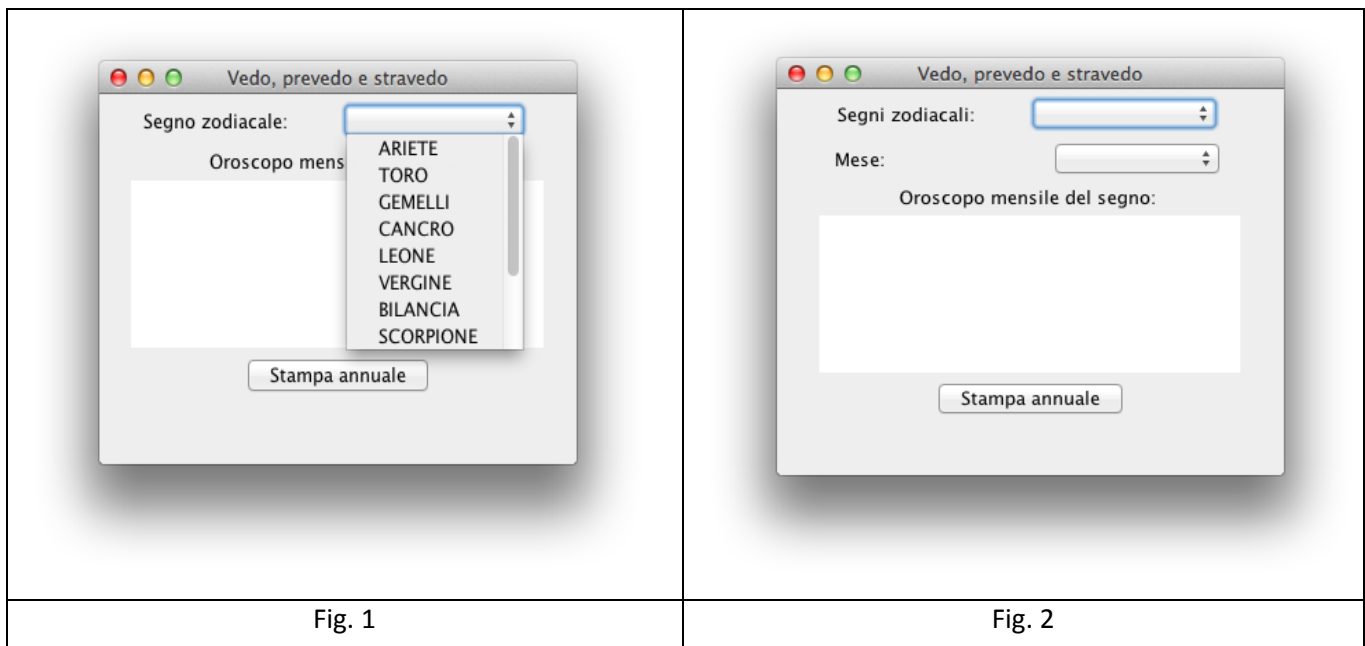 Vedo, prevedo e stravedo
Segno zodiacale:
Oroscopo mens
ARIETE
TORO
GEMELLI
CANCRO
LEONE
VERGINE
BILANCIA
SCORPIONE
Stampa annuale
Fig. 1
Vedo, prevedo e stravedo
Segni zodiacali:
Mese:
Oroscopo mensile del segno:
Stampa annuale
Fig. 2